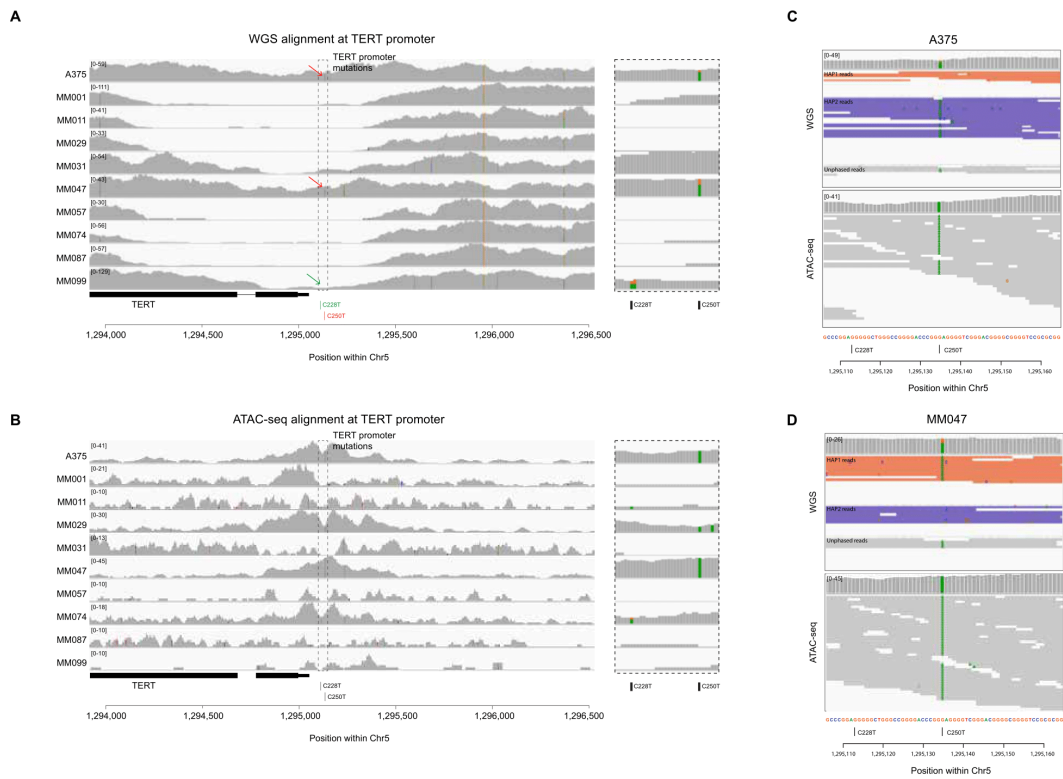 A
WGS alignment at TERT promoter
TERT promoter
mutations
A375
[0-59]
MM001
[0-111]
MM011
[0-41]
MM029
[0-33]
MM031
[0-54]
MM047
[0-43]
MM057
[0-30]
MM074
[0-56]
MM087
[0-57]
MM099
[0-129]
TERT
C228T
C250T
C228T
C250T
1,294,000
1,294,500
1,295,000
1,295,500
1,296,000
1,296,500
Position within Chr5
B
ATAC-seq alignment at TERT promoter
TERT promoter
mutations
A375
[0-41]
MM001
[0-21]
MM011
[0-10]
MM029
[0-30]
MM031
[0-13]
MM047
[0-45]
MM057
[0-10]
MM074
[0-18]
MM087
[0-10]
MM099
[0-10]
TERT
C228T
C250T
C228T
C250T
1,294,000
1,294,500
1,295,000
1,295,500
1,296,000
1,296,500
Position within Chr5
C
A375
WGS
[0-49]
HAP1 reads
HAP2 reads
Unphased reads
ATAC-seq
[0-41]
C228T
C250T
1,295,110
1,295,120
1,295,130
1,295,140
1,295,150
1,295,160
Position within Chr5
D
MM047
WGS
[0-26]
HAP1 reads
HAP2 reads
Unphased reads
ATAC-seq
[0-45]
C228T
C250T
1,295,110
1,295,120
1,295,130
1,295,140
1,295,150
1,295,160
Position within Chr5